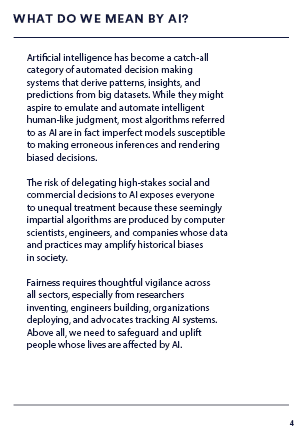 WHAT DO WE MEAN BY AI?
Artificial intelligence has become a catch-all
category of automated decision making
systems that derive patterns, insights, and
predictions from big datasets. While they might
aspire to emulate and automate intelligent
human-like judgment, most algorithms referred
to as AI are in fact imperfect models susceptible
to making erroneous inferences and rendering
biased decisions.
The risk of delegating high-stakes social and
commercial decisions to AI exposes everyone
to unequal treatment because these seemingly
impartial algorithms are produced by computer
scientists, engineers, and companies whose data
and practices may amplify historical biases
in society.
Fairness requires thoughtful vigilance across
all sectors, especially from researchers
inventing, engineers building, organizations
deploying, and advocates tracking AI systems.
Above all, we need to safeguard and uplift
people whose lives are affected by AI.
4